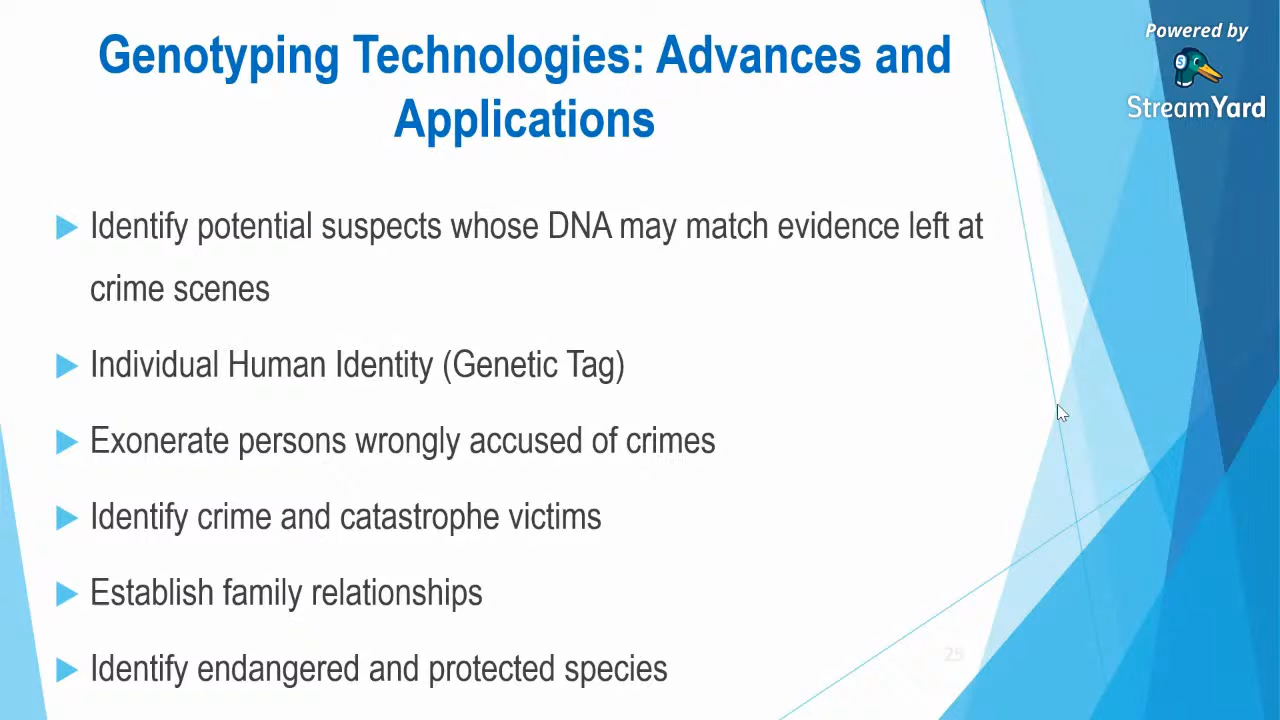 Genotyping Technologies: Advances and
Applications
Powered by
StreamYard
Identify potential suspects whose DNA may match evidence left at
crime scenes
Individual Human Identity (Genetic Tag)
Exonerate persons wrongly accused of crimes
Identify crime and catastrophe victims
Establish family relationships
25
Identify endangered and protected species